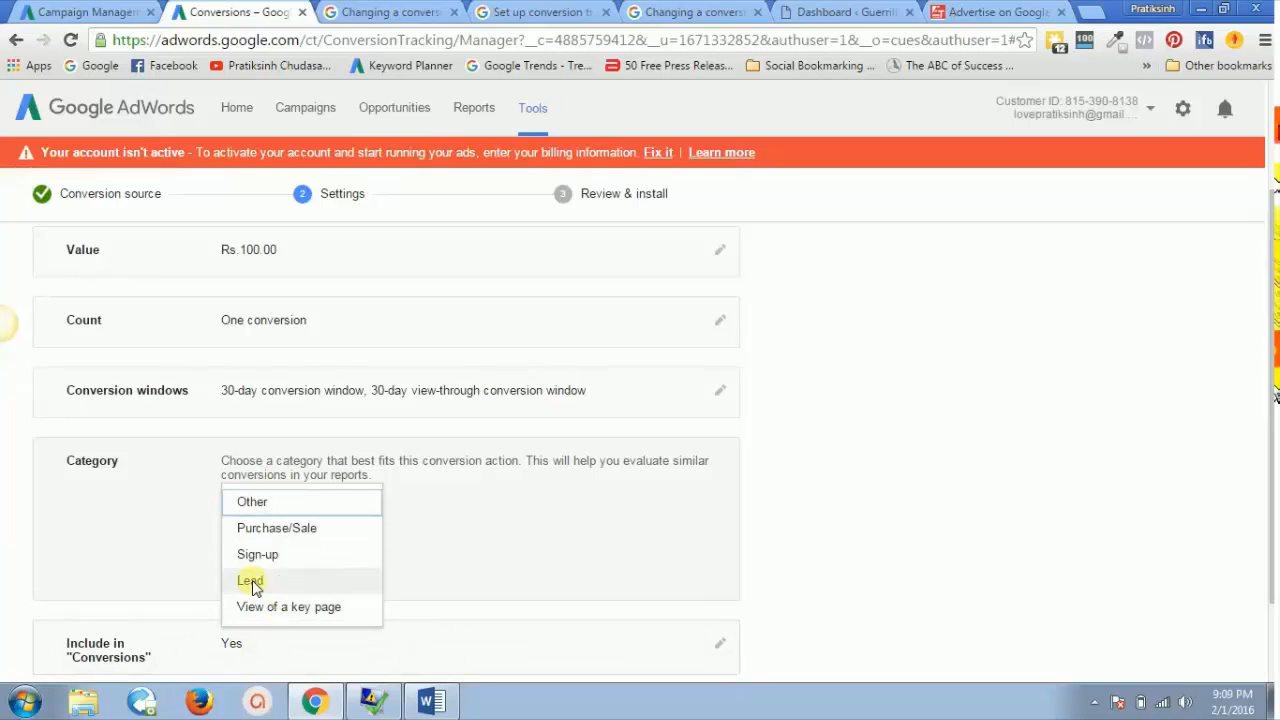 Campaign Managem
Conversions – Goog
Changing a convers
Set up conversion t
Changing a convers
Dashboard ‹ Guerrill
Advertise on Google
Pratiksinh
https://adwords.google.com/ct/ConversionTracking/Manager?__c=4885759412&__u=1671332852&authuser=1&__o=cues&authuser=1#
12
100
ifb
Apps
Google
Facebook
Pratiksinh Chudasa...
Keyword Planner
Google Trends - Tre...
50 Free Press Releas...
Social Bookmarking ...
The ABC of Success ...
»
Other bookmarks
Google AdWords
Home
Campaigns
Opportunities
Reports
Tools
Customer ID: 815-390-8138
lovepratiksinh@gmail....
Your account isn't active - To activate your account and start running your ads, enter your billing information. Fix it | Learn more
Conversion source
2 Settings
3 Review & install
Value Rs.100.00
Count One conversion
Conversion windows 30-day conversion window, 30-day view-through conversion window
Category Choose a category that best fits this conversion action. This will help you evaluate similar
conversions in your reports.
Other
Purchase/Sale
Sign-up
Lead
View of a key page
Include in Yes
"Conversions"
9:09 PM
2/1/2016